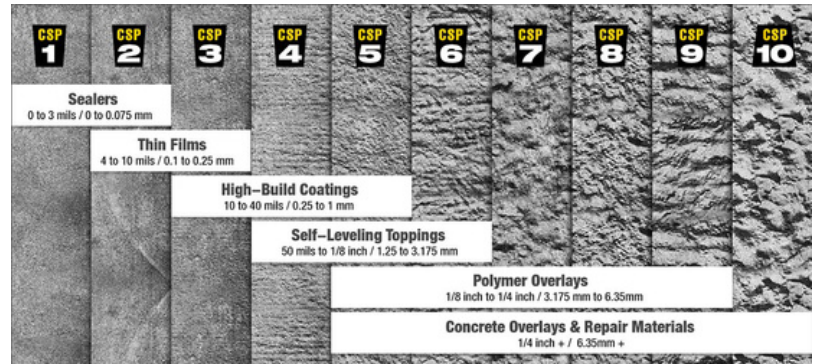 CSP 1
CSP 2
CSP 3
CSP 4
CSP 5
CSP 6
CSP 7
CSP 8
CSP 9
CSP 10
Sealers
0 to 3 mils / 0 to 0.075 mm
Thin Films
4 to 10 mils / 0.1 to 0.25 mm
High-Build Coatings
10 to 40 mils / 0.25 to 1 mm
Self-Leveling Toppings
50 mils to 1/8 inch / 1.25 to 3.175 mm
Polymer Overlays
1/8 inch to 1/4 inch / 3.175 mm to 6.35mm
Concrete Overlays & Repair Materials
1/4 inch + / 6.35mm +